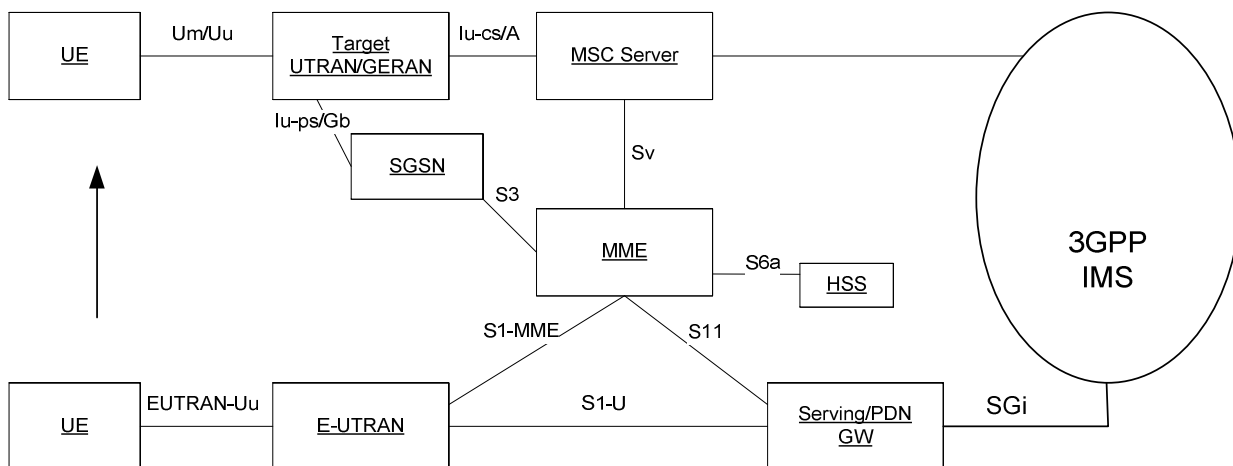 UE
Um/Uu
Target
UTRAN/GERAN
Iu-cs/A
MSC Server
Iu-ps/Gb
SGSN
S3
Sv
MME
S6a
HSS
3GPP
IMS
S1-MME
S11
UE
EUTRAN-Uu
E-UTRAN
S1-U
Serving/PDN
GW
SGi